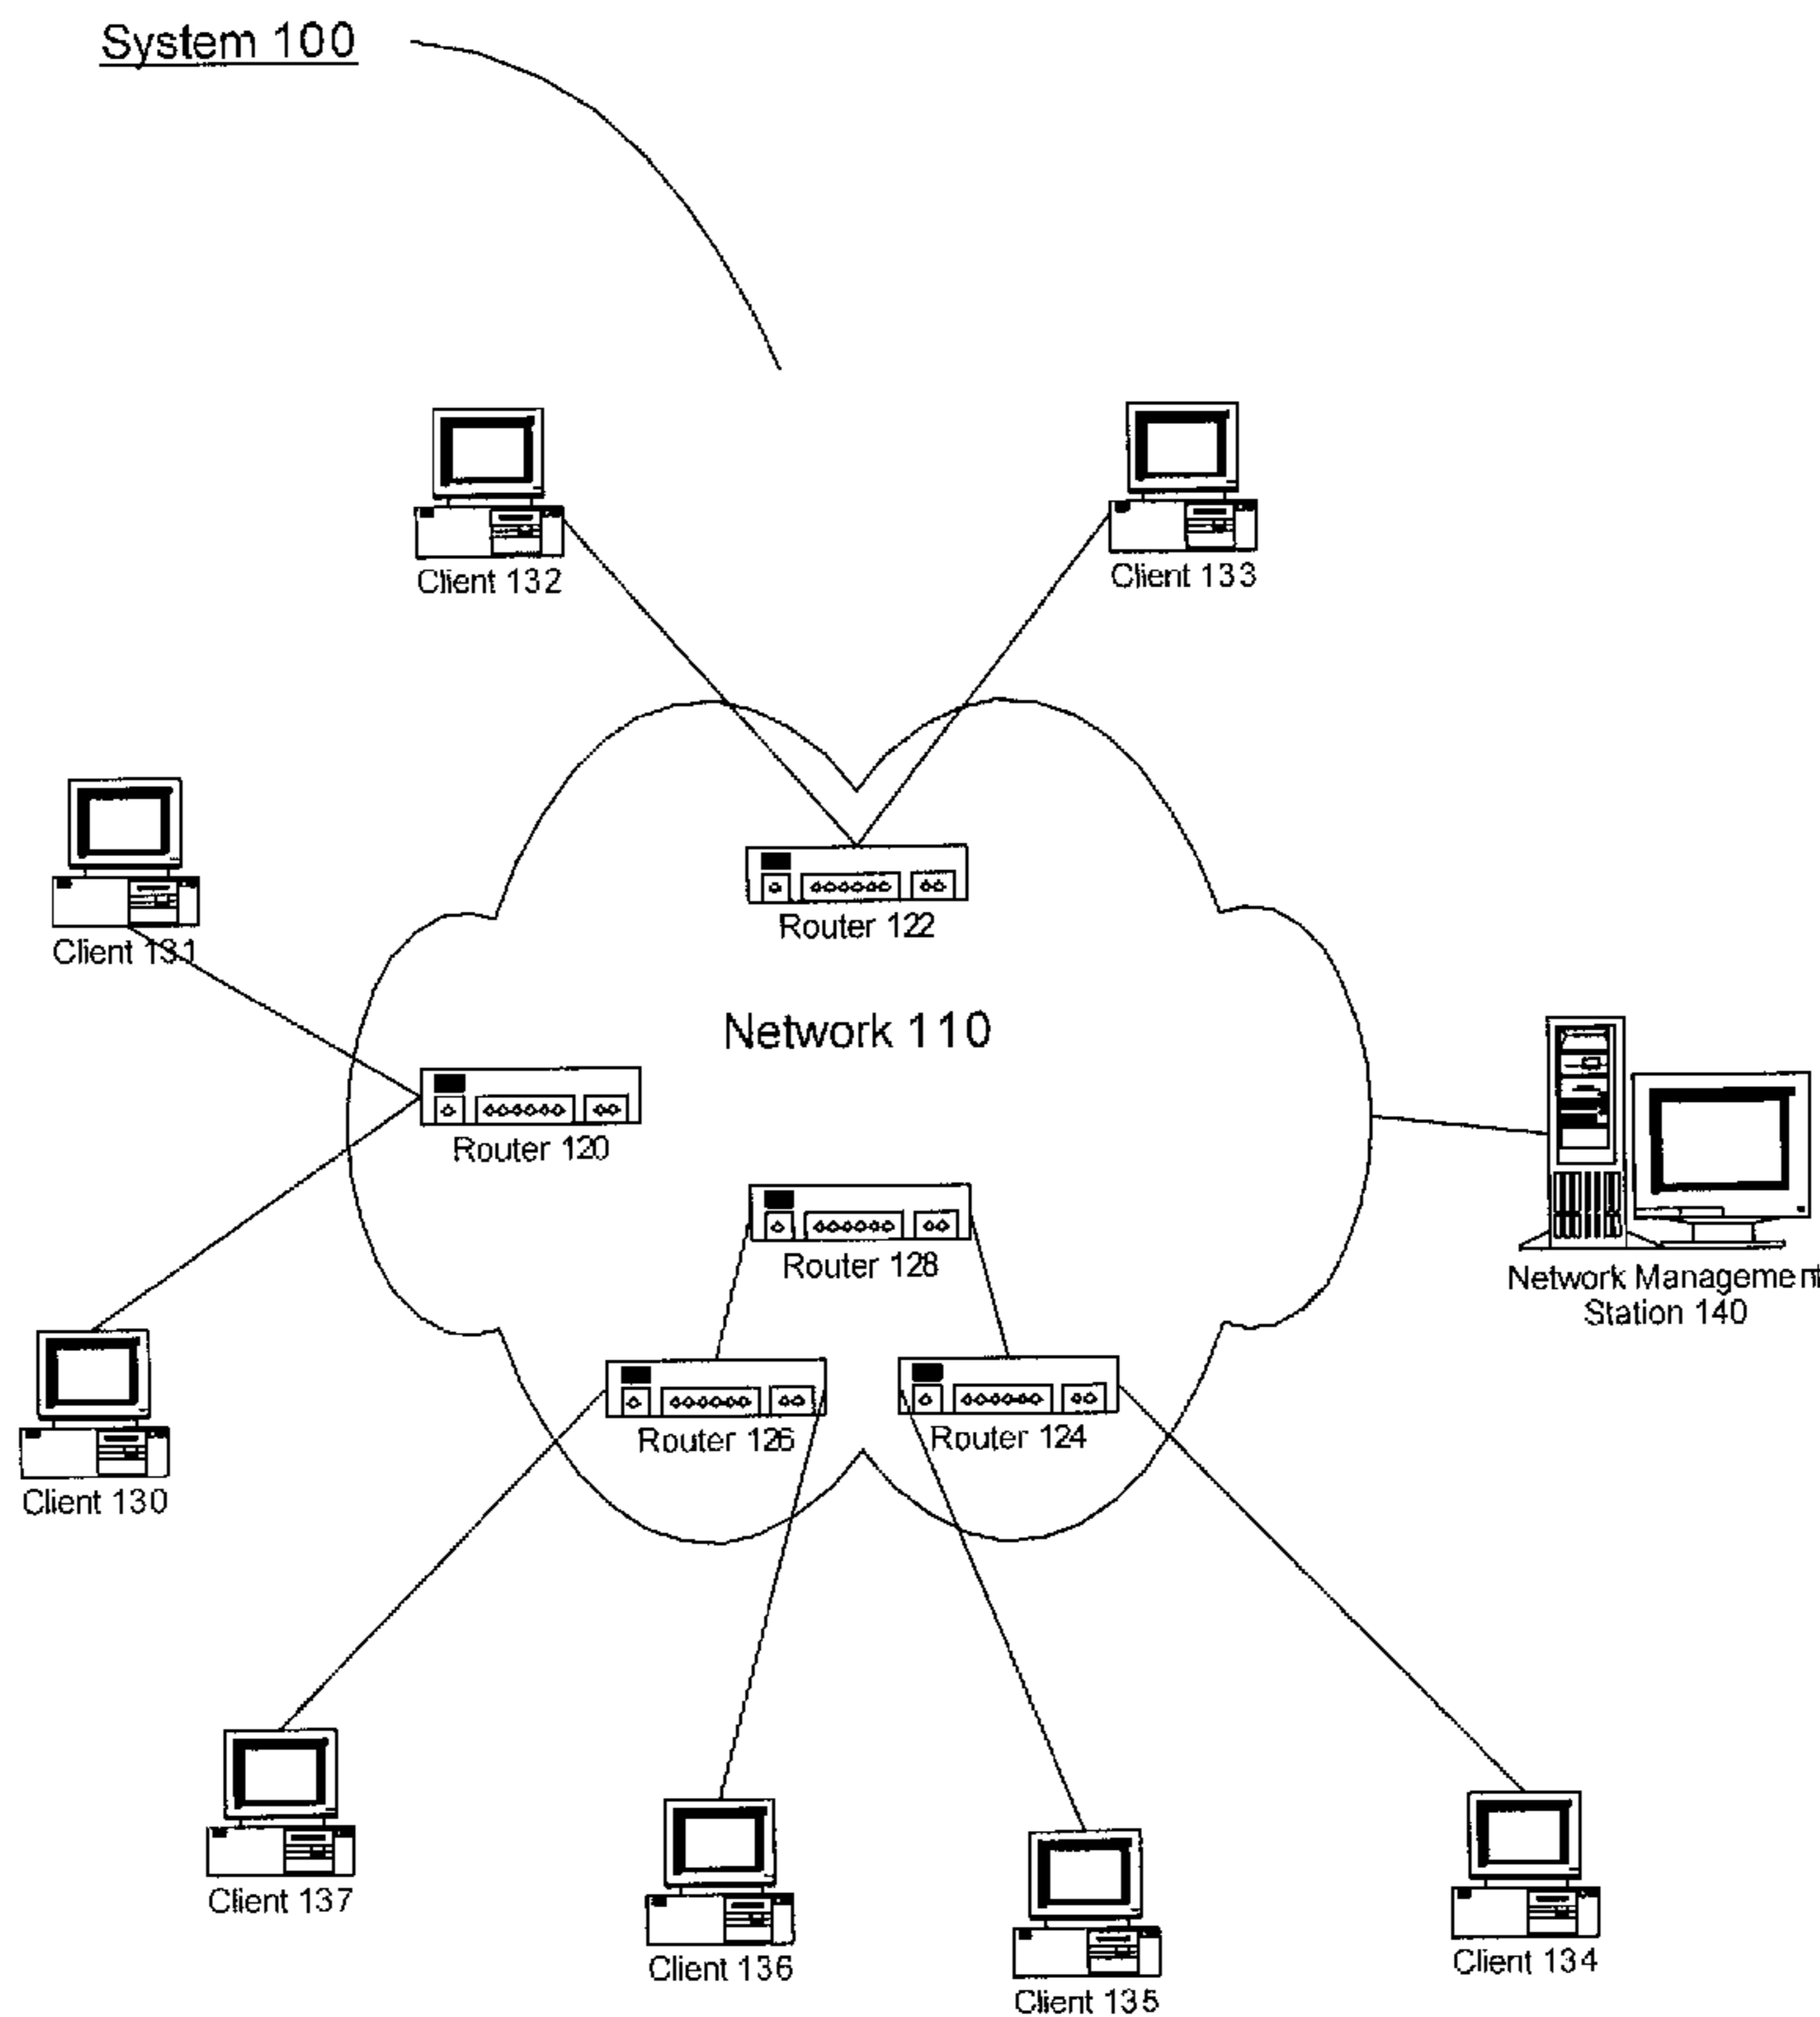 System 100
Client 132
Client 133
Client 131
Router 122
Network 110
Router 120
Router 128
Network Management
Station 140
Router 126
Router 124
Client 130
Client 137
Client 136
Client 135
Client 134